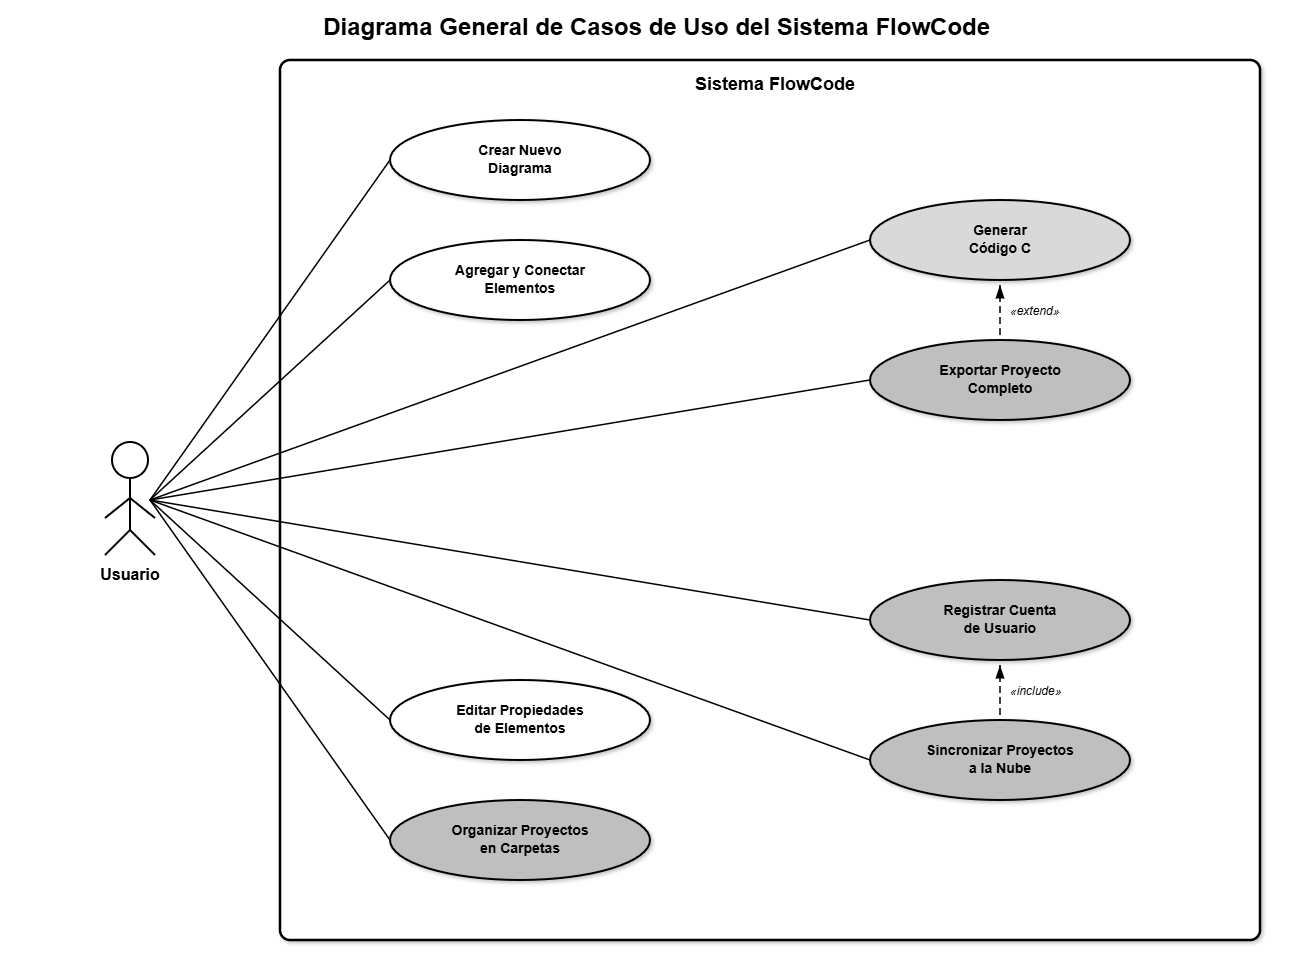 Diagrama General de Casos de Uso del Sistema FlowCode
Sistema FlowCode
Crear Nuevo
Diagrama
Agregar y Conectar
Elementos
Generar
Código C
«extend»
Exportar Proyecto
Completo
Usuario
Registrar Cuenta
de Usuario
«include»
Editar Propiedades
de Elementos
Sincronizar Proyectos
a la Nube
Organizar Proyectos
en Carpetas